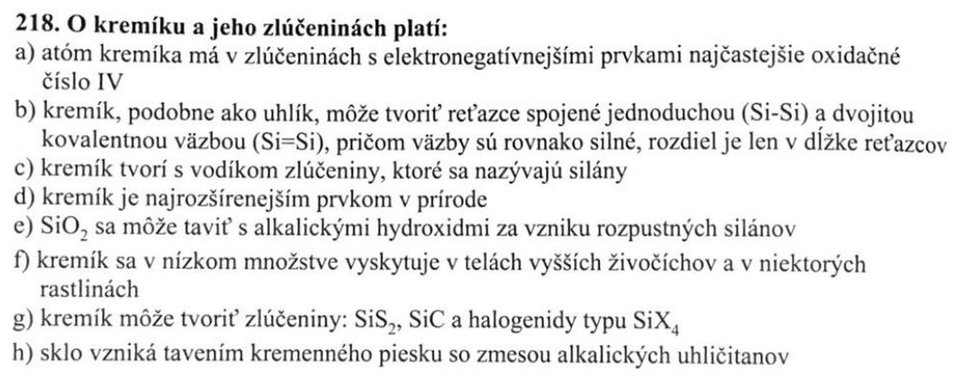 218. O kremíku a jeho zlúčeninách platí:
a) atóm kremíka má v zlúčeninách s elektronegatívnejšími prvkami najčastejšie oxidačné
číslo IV
b) kremík, podobne ako uhlík, môže tvoriť reťazce spojené jednoduchou (Si-Si) a dvojitou
kovalentnou väzbou (Si=Si), pričom väzby sú rovnako silné, rozdiel je len v dĺžke reťazcov
c) kremík tvorí s vodíkom zlúčeniny, ktoré sa nazývajú silány
d) kremík je najrozšírenejším prvkom v prírode
e) SiO₂ sa môže taviť s alkalickými hydroxidmi za vzniku rozpustných silánov
f) kremík sa v nízkom množstve vyskytuje v telách vyšších živočíchov a v niektorých
rastlinách
g) kremík môže tvoriť zlúčeniny: SiS₂, SiC a halogenidy typu SiX₄
h) sklo vzniká tavením kremenného piesku so zmesou alkalických uhličitanov